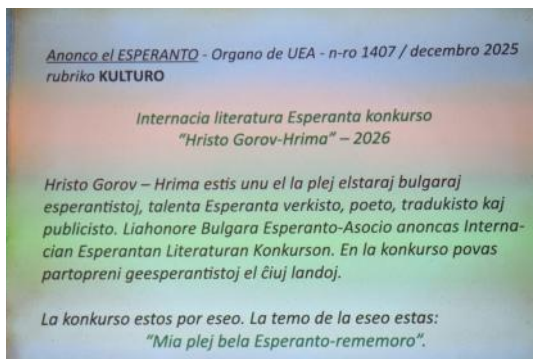 Anonco el ESPERANTO - Organo de UEA - n-ro 1407 / decembro 2025
rubriko KULTURO
Internacia literatura Esperanta konkurso
"Hristo Gorov-Hrima" – 2026
Hristo Gorov – Hrima estis unu el la plej elstaraj bulgaraj
esperantistoj, talenta Esperanta verkisto, poeto, tradukisto kaj
publicisto. Liahonore Bulgara Esperanto-Asocio anoncas Interna-
cian Esperantan Literaturan Konkurson. En la konkurso povas
partopreni geesperantistoj el ĉiuj landoj.
La konkurso estos por eseo. La temo de la eseo estas:
"Mia plej bela Esperanto-rememoro".